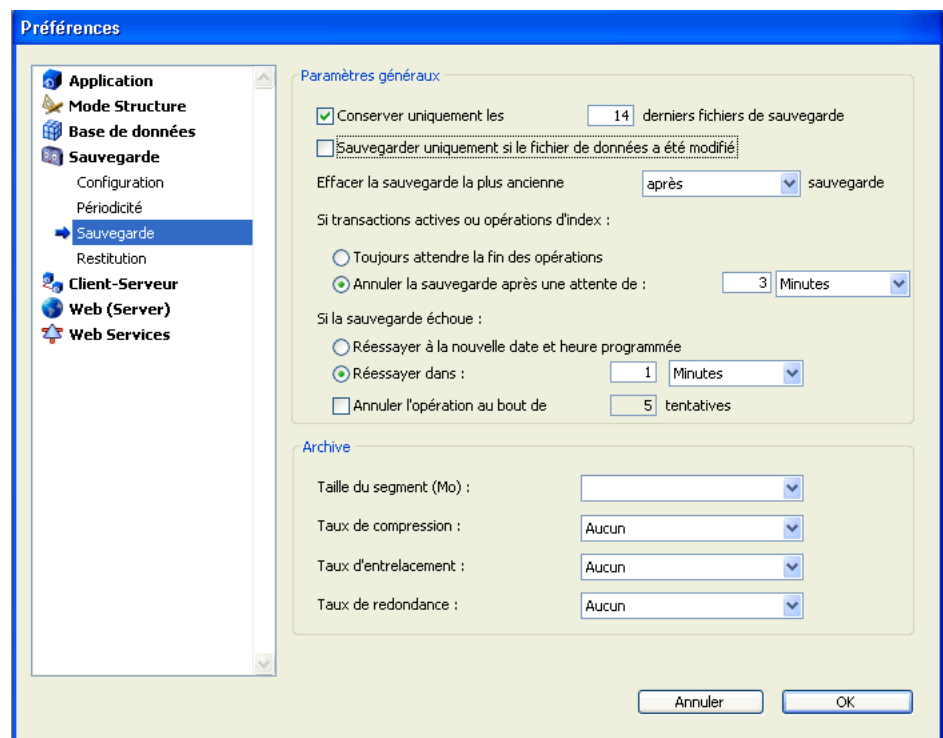 Préférences
Application
Mode Structure
Base de données
Sauvegarde
Configuration
Périodicité
Sauvegarde
Restitution
Client-Serveur
Web (Server)
Web Services
Paramètres généraux
Conserver uniquement les 14 derniers fichiers de sauvegarde
Sauvegarder uniquement si le fichier de données a été modifié
Effacer la sauvegarde la plus ancienne après sauvegarde
Si transactions actives ou opérations d'index :
Toujours attendre la fin des opérations
Annuler la sauvegarde après une attente de : 3 Minutes
Si la sauvegarde échoue :
Réessayer à la nouvelle date et heure programmée
Réessayer dans : 1 Minutes
Annuler l'opération au bout de 5 tentatives
Archive
Taille du segment (Mo) :
Taux de compression : Aucun
Taux d'entrelacement : Aucun
Taux de redondance : Aucun
Annuler OK